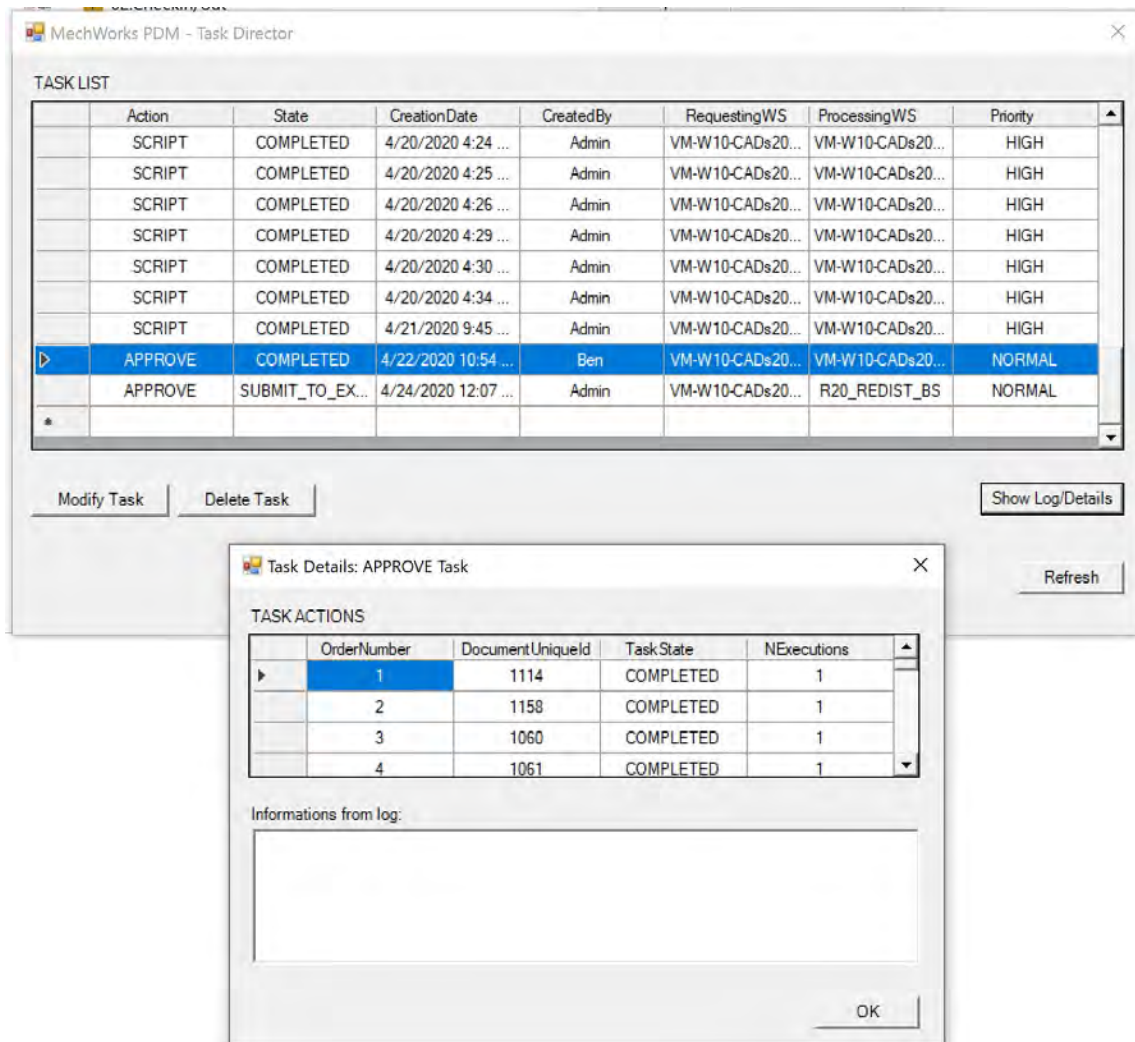 MechWorks PDM - Task Director
TASK LIST
Action State CreationDate CreatedBy RequestingWS ProcessingWS Priority
SCRIPT COMPLETED 4/20/2020 4:24 ... Admin VM-W10-CADs20... VM-W10-CADs20... HIGH
SCRIPT COMPLETED 4/20/2020 4:25 ... Admin VM-W10-CADs20... VM-W10-CADs20... HIGH
SCRIPT COMPLETED 4/20/2020 4:26 ... Admin VM-W10-CADs20... VM-W10-CADs20... HIGH
SCRIPT COMPLETED 4/20/2020 4:29 ... Admin VM-W10-CADs20... VM-W10-CADs20... HIGH
SCRIPT COMPLETED 4/20/2020 4:30 ... Admin VM-W10-CADs20... VM-W10-CADs20... HIGH
SCRIPT COMPLETED 4/20/2020 4:34 ... Admin VM-W10-CADs20... VM-W10-CADs20... HIGH
SCRIPT COMPLETED 4/21/2020 9:45 ... Admin VM-W10-CADs20... VM-W10-CADs20... HIGH
APPROVE COMPLETED 4/22/2020 10:54 ... Ben VM-W10-CADs20... VM-W10-CADs20... NORMAL
APPROVE SUBMIT_TO_EX... 4/24/2020 12:07 ... Admin VM-W10-CADs20... R20_REDIST_BS NORMAL
*
Modify Task Delete Task Show Log/Details
Refresh
Task Details: APPROVE Task
TASK ACTIONS
OrderNumber DocumentUniqueId TaskState NExecutions
1 1114 COMPLETED 1
2 1158 COMPLETED 1
3 1060 COMPLETED 1
4 1061 COMPLETED 1
Informations from log:
OK